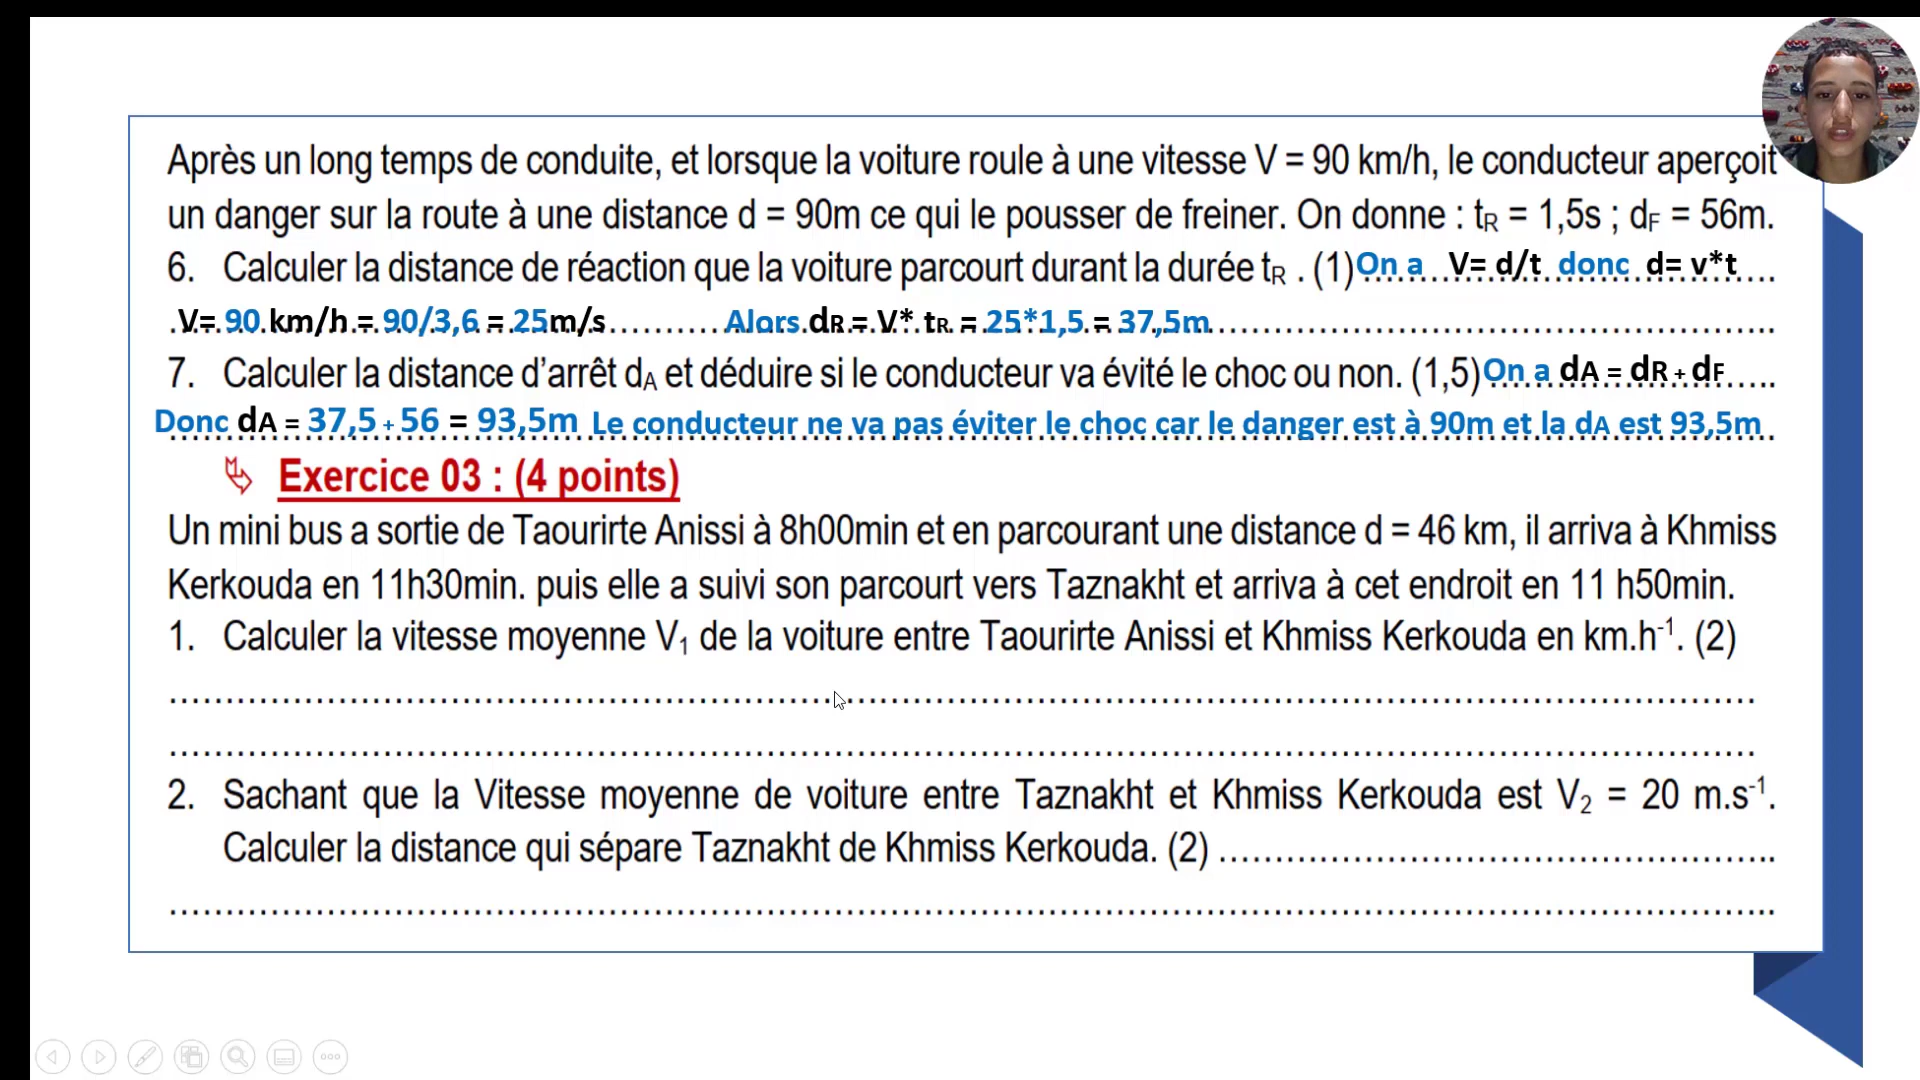 Après un long temps de conduite, et lorsque la voiture roule à une vitesse V = 90 km/h, le conducteur aperçoit
un danger sur la route à une distance d = 90m ce qui le pousser de freiner. On donne : tR = 1,5s ; dF = 56m.
6. Calculer la distance de réaction que la voiture parcourt durant la durée tR . (1) On a V= d/t donc d= v*t
V= 90 km/h = 90/3,6 = 25m/s Alors dR = V* tR = 25*1,5 = 37,5m
7. Calculer la distance d'arrêt dA et déduire si le conducteur va évité le choc ou non. (1,5) On a dA = dR + dF
Donc dA = 37,5 + 56 = 93,5m Le conducteur ne va pas éviter le choc car le danger est à 90m et la dA est 93,5m
Exercice 03 : (4 points)
Un mini bus a sortie de Taourirte Anissi à 8h00min et en parcourant une distance d = 46 km, il arriva à Khmiss
Kerkouda en 11h30min. puis elle a suivi son parcourt vers Taznakht et arriva à cet endroit en 11 h50min.
1. Calculer la vitesse moyenne V₁ de la voiture entre Taourirte Anissi et Khmiss Kerkouda en km.h⁻¹. (2)
2. Sachant que la Vitesse moyenne de voiture entre Taznakht et Khmiss Kerkouda est V₂ = 20 m.s⁻¹.
Calculer la distance qui sépare Taznakht de Khmiss Kerkouda. (2)